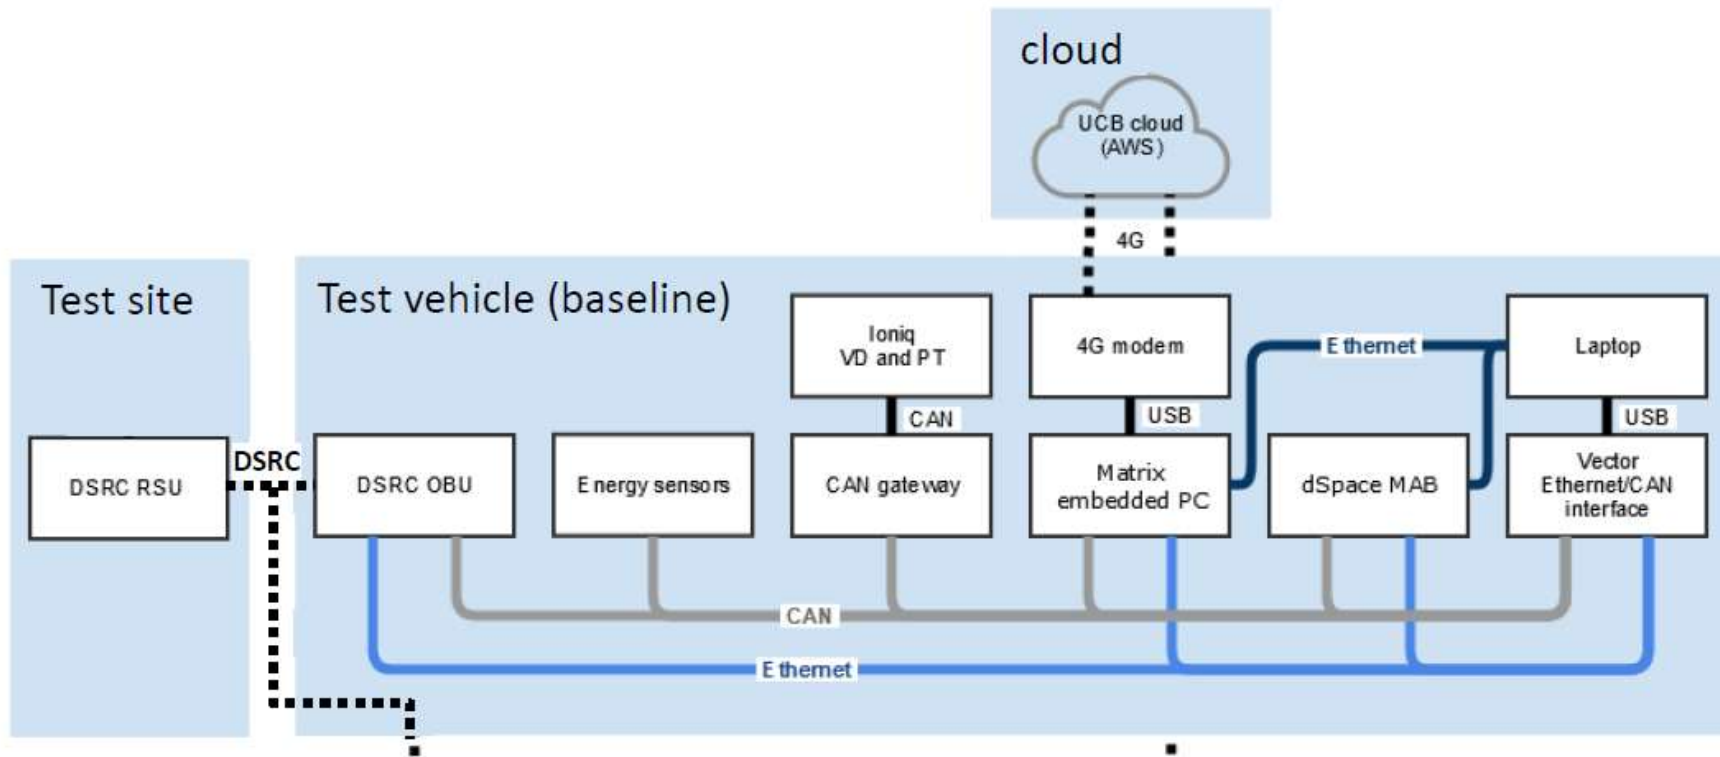 cloud
UCB cloud
(AWS)
4G
Test site
Test vehicle (baseline)
Ioniq
VD and PT
4G modem
Ethernet
Laptop
CAN
USB
USB
DSRC RSU
DSRC
DSRC OBU
Energy sensors
CAN gateway
Matrix
embedded PC
dSpace MAB
Vector
Ethernet/CAN
interface
CAN
Ethernet